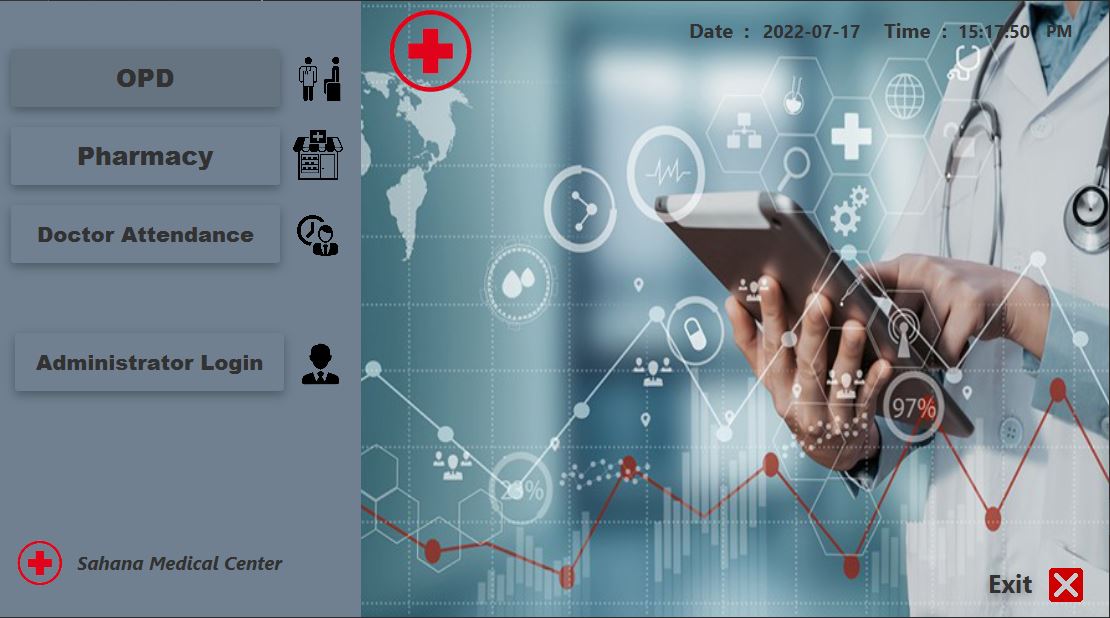 Date : 2022-07-17 Time : 15:17:50 PM
OPD
Pharmacy
Doctor Attendance
Administrator Login
97%
23%
Sahana Medical Center
Exit